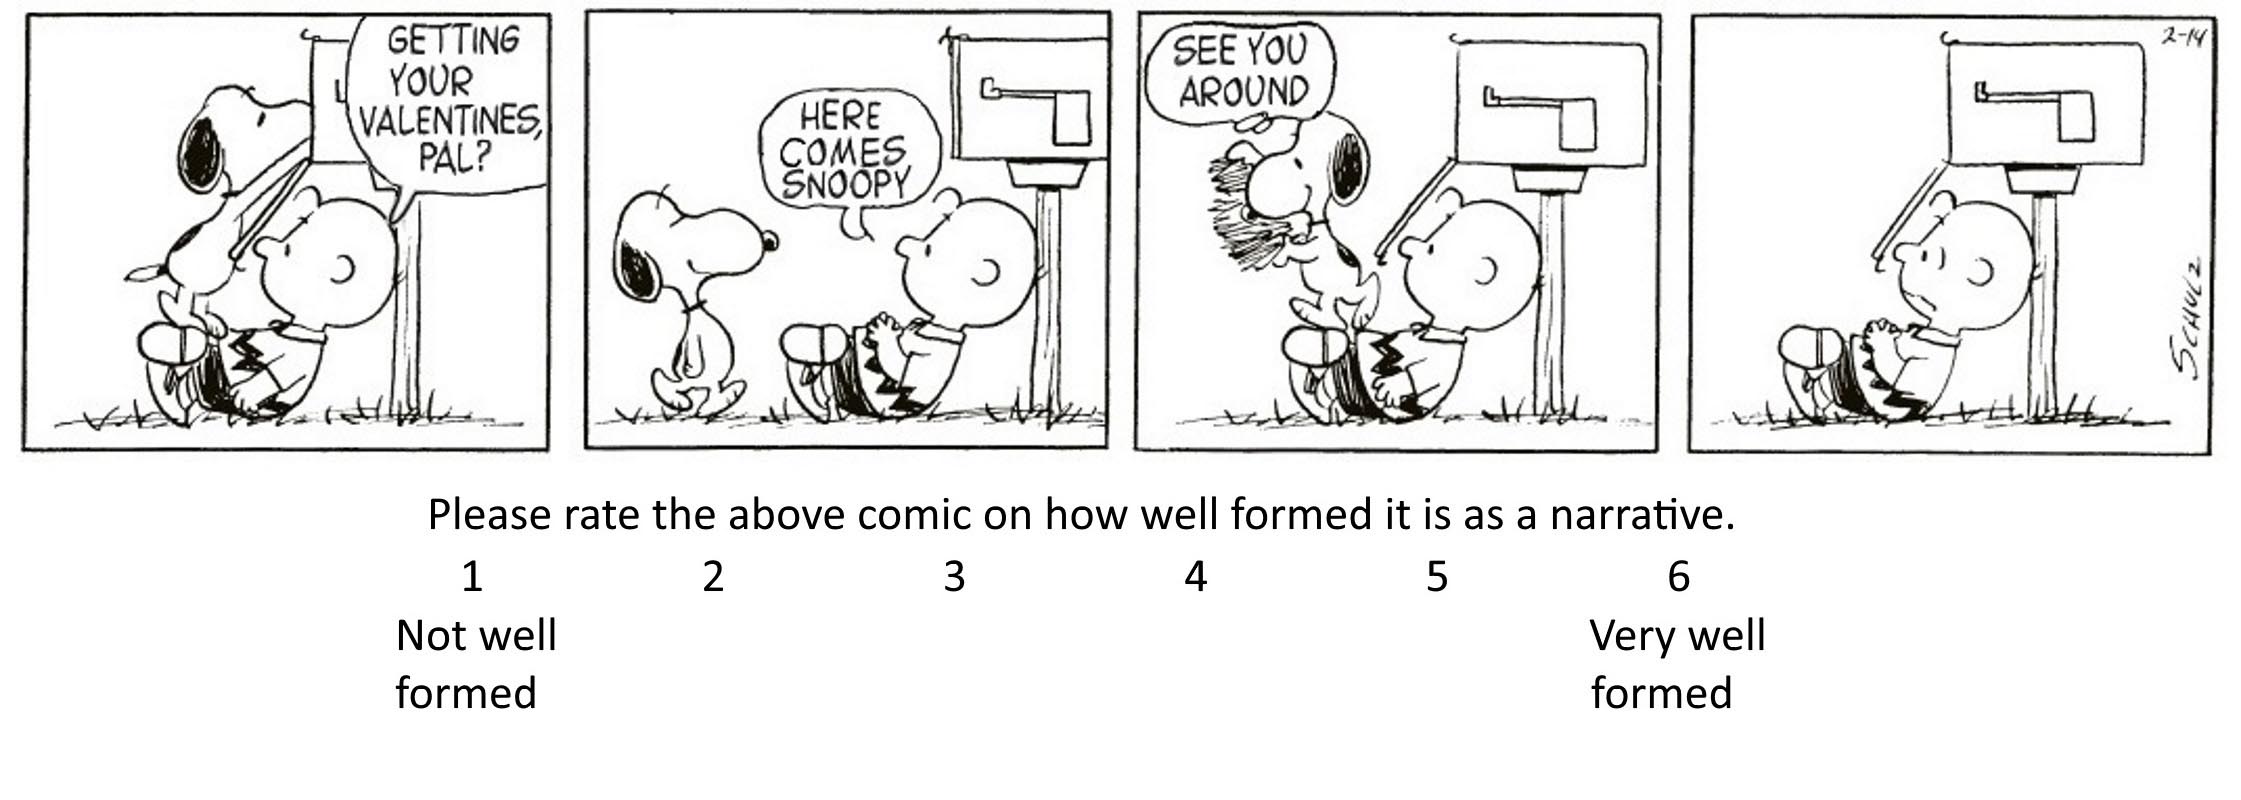 GETTING
YOUR
VALENTINES,
PAL?
HERE
COMES
SNOOPY
SEE YOU
AROUND
2-14
SCHULZ
Please rate the above comic on how well formed it is as a narrative.
1 2 3 4 5 6
Not well
formed
Very well
formed